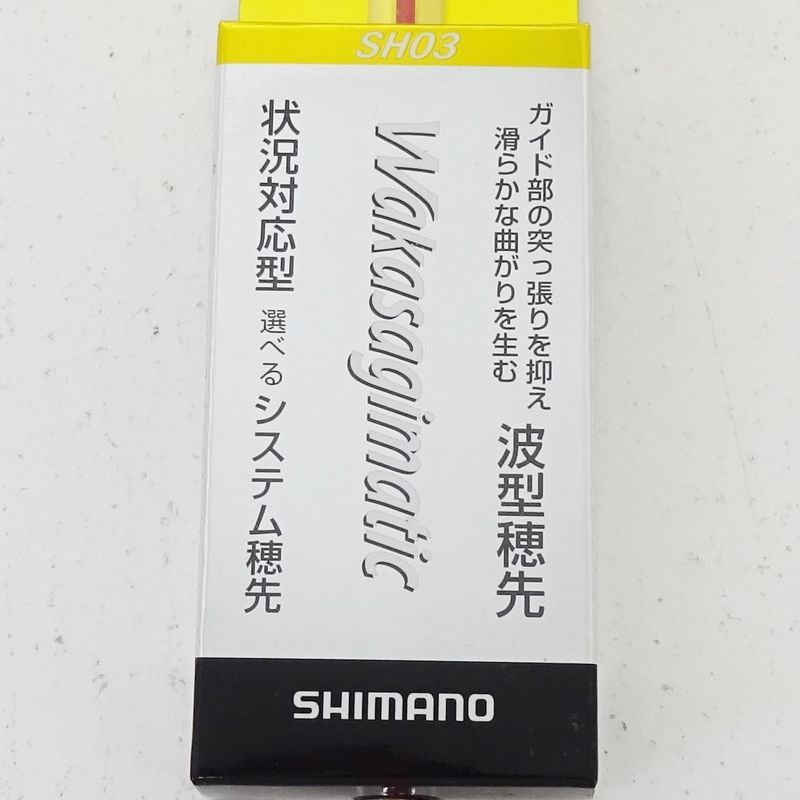 SH03
ガイド部の突っ張りを抑え
滑らかな曲がりを生む
波型穂先
Wakasagimatic
状況対応型 選べる システム穂先
SHIMANO